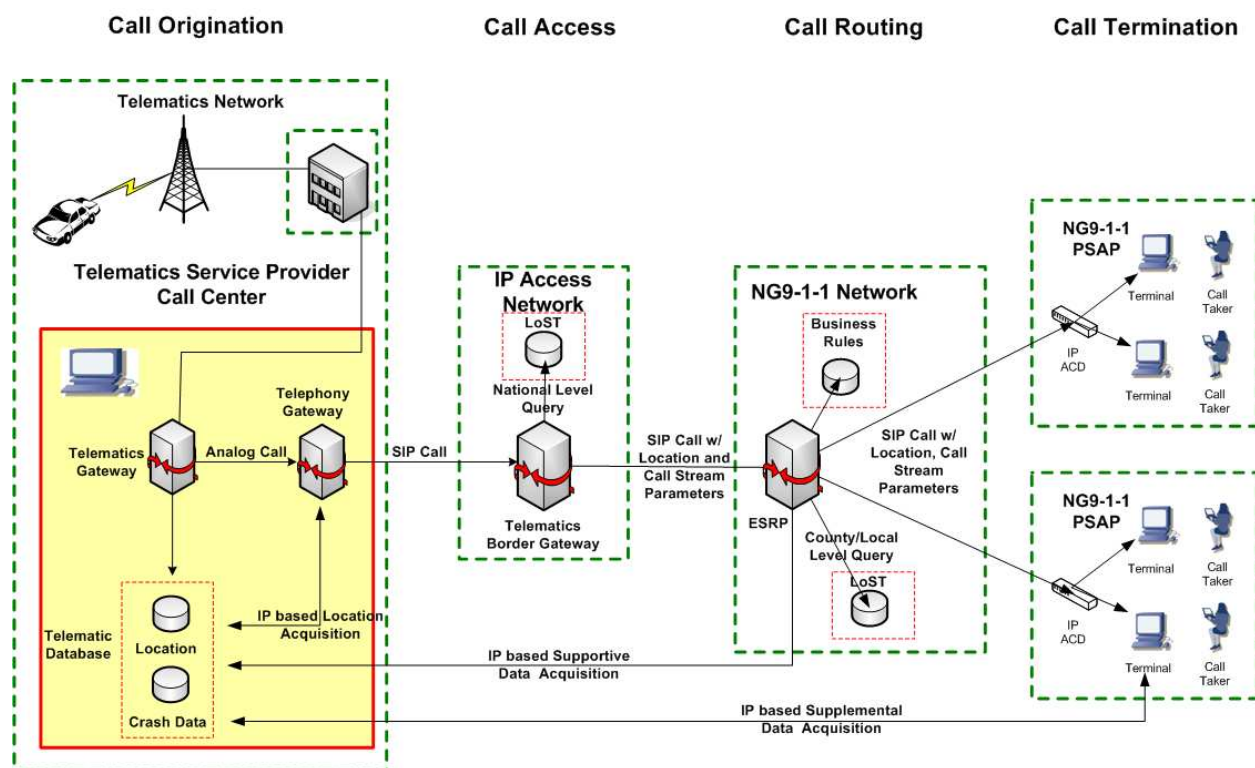 Call Origination
Call Access
Call Routing
Call Termination
Telematics Network
Telematics Service Provider
Call Center
Telematics
Gateway
Analog Call
Telephony
Gateway
SIP Call
Telematic
Database
Location
Crash Data
IP based Location
Acquisition
IP Access
Network
LoST
National Level
Query
Telematics
Border Gateway
SIP Call w/
Location and
Call Stream
Parameters
NG9-1-1 Network
Business
Rules
ESRP
County/Local
Level Query
LoST
SIP Call w/
Location, Call
Stream
Parameters
IP based Supportive
Data Acquisition
IP based Supplemental
Data Acquisition
NG9-1-1
PSAP
Terminal
Call
Taker
IP
ACD
Terminal
Call
Taker
NG9-1-1
PSAP
Terminal
Call
Taker
IP
ACD
Terminal
Call
Taker